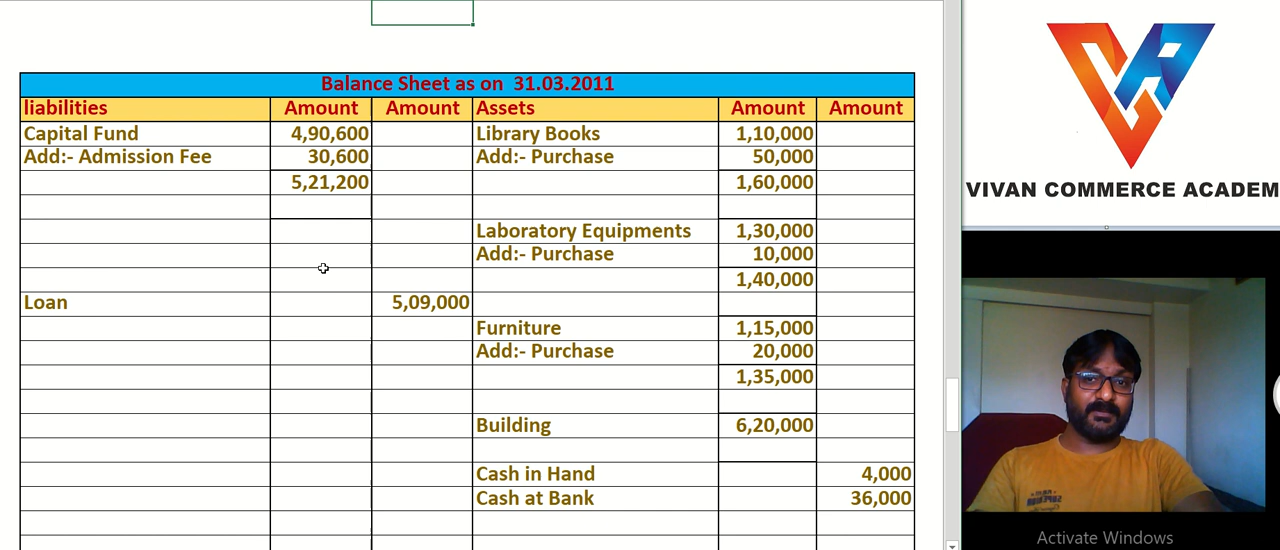 Balance Sheet as on 31.03.2011
liabilities Amount Amount Assets Amount Amount
Capital Fund 4,90,600 Library Books 1,10,000
Add:- Admission Fee 30,600 Add:- Purchase 50,000
5,21,200 1,60,000
Laboratory Equipments 1,30,000
Add:- Purchase 10,000
1,40,000
Loan 5,09,000
Furniture 1,15,000
Add:- Purchase 20,000
1,35,000
Building 6,20,000
Cash in Hand 4,000
Cash at Bank 36,000
VIVAN COMMERCE ACADEM
Activate Windows